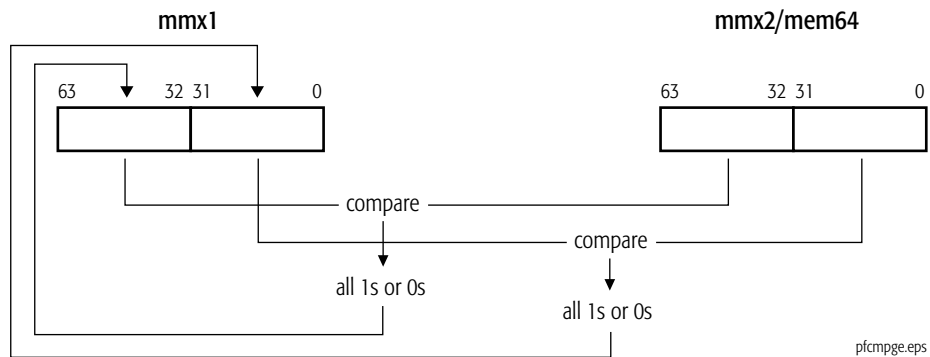 mmx1 mmx2/mem64
63 32 31 0 63 32 31 0
compare
compare
all 1s or 0s
all 1s or 0s
pfcmpge.eps